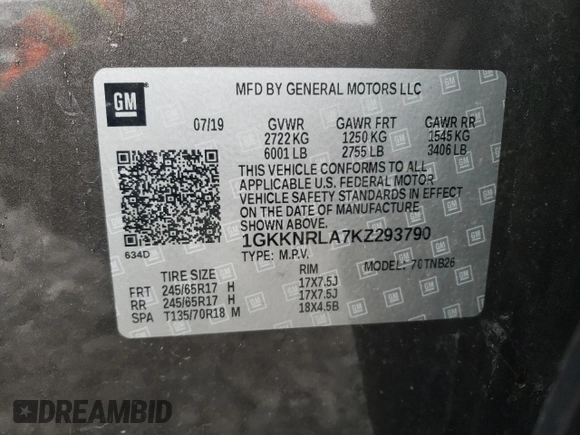 GM
MFD BY GENERAL MOTORS LLC
07/19 GVWR GAWR FRT GAWR RR
2722 KG 1250 KG 1545 KG
6001 LB 2755 LB 3406 LB
THIS VEHICLE CONFORMS TO ALL
APPLICABLE U.S. FEDERAL MOTOR
VEHICLE SAFETY STANDARDS IN EFFECT
ON THE DATE OF MANUFACTURE
SHOWN ABOVE.
1GKKNRLA7KZ293790
634D TYPE: M.P.V. MODEL: 70TNB26
TIRE SIZE RIM
FRT 245/65R17 H 17X7.5J
RR 245/65R17 H 17X7.5J
SPA T135/70R18 M 18X4.5B
DREAMBID